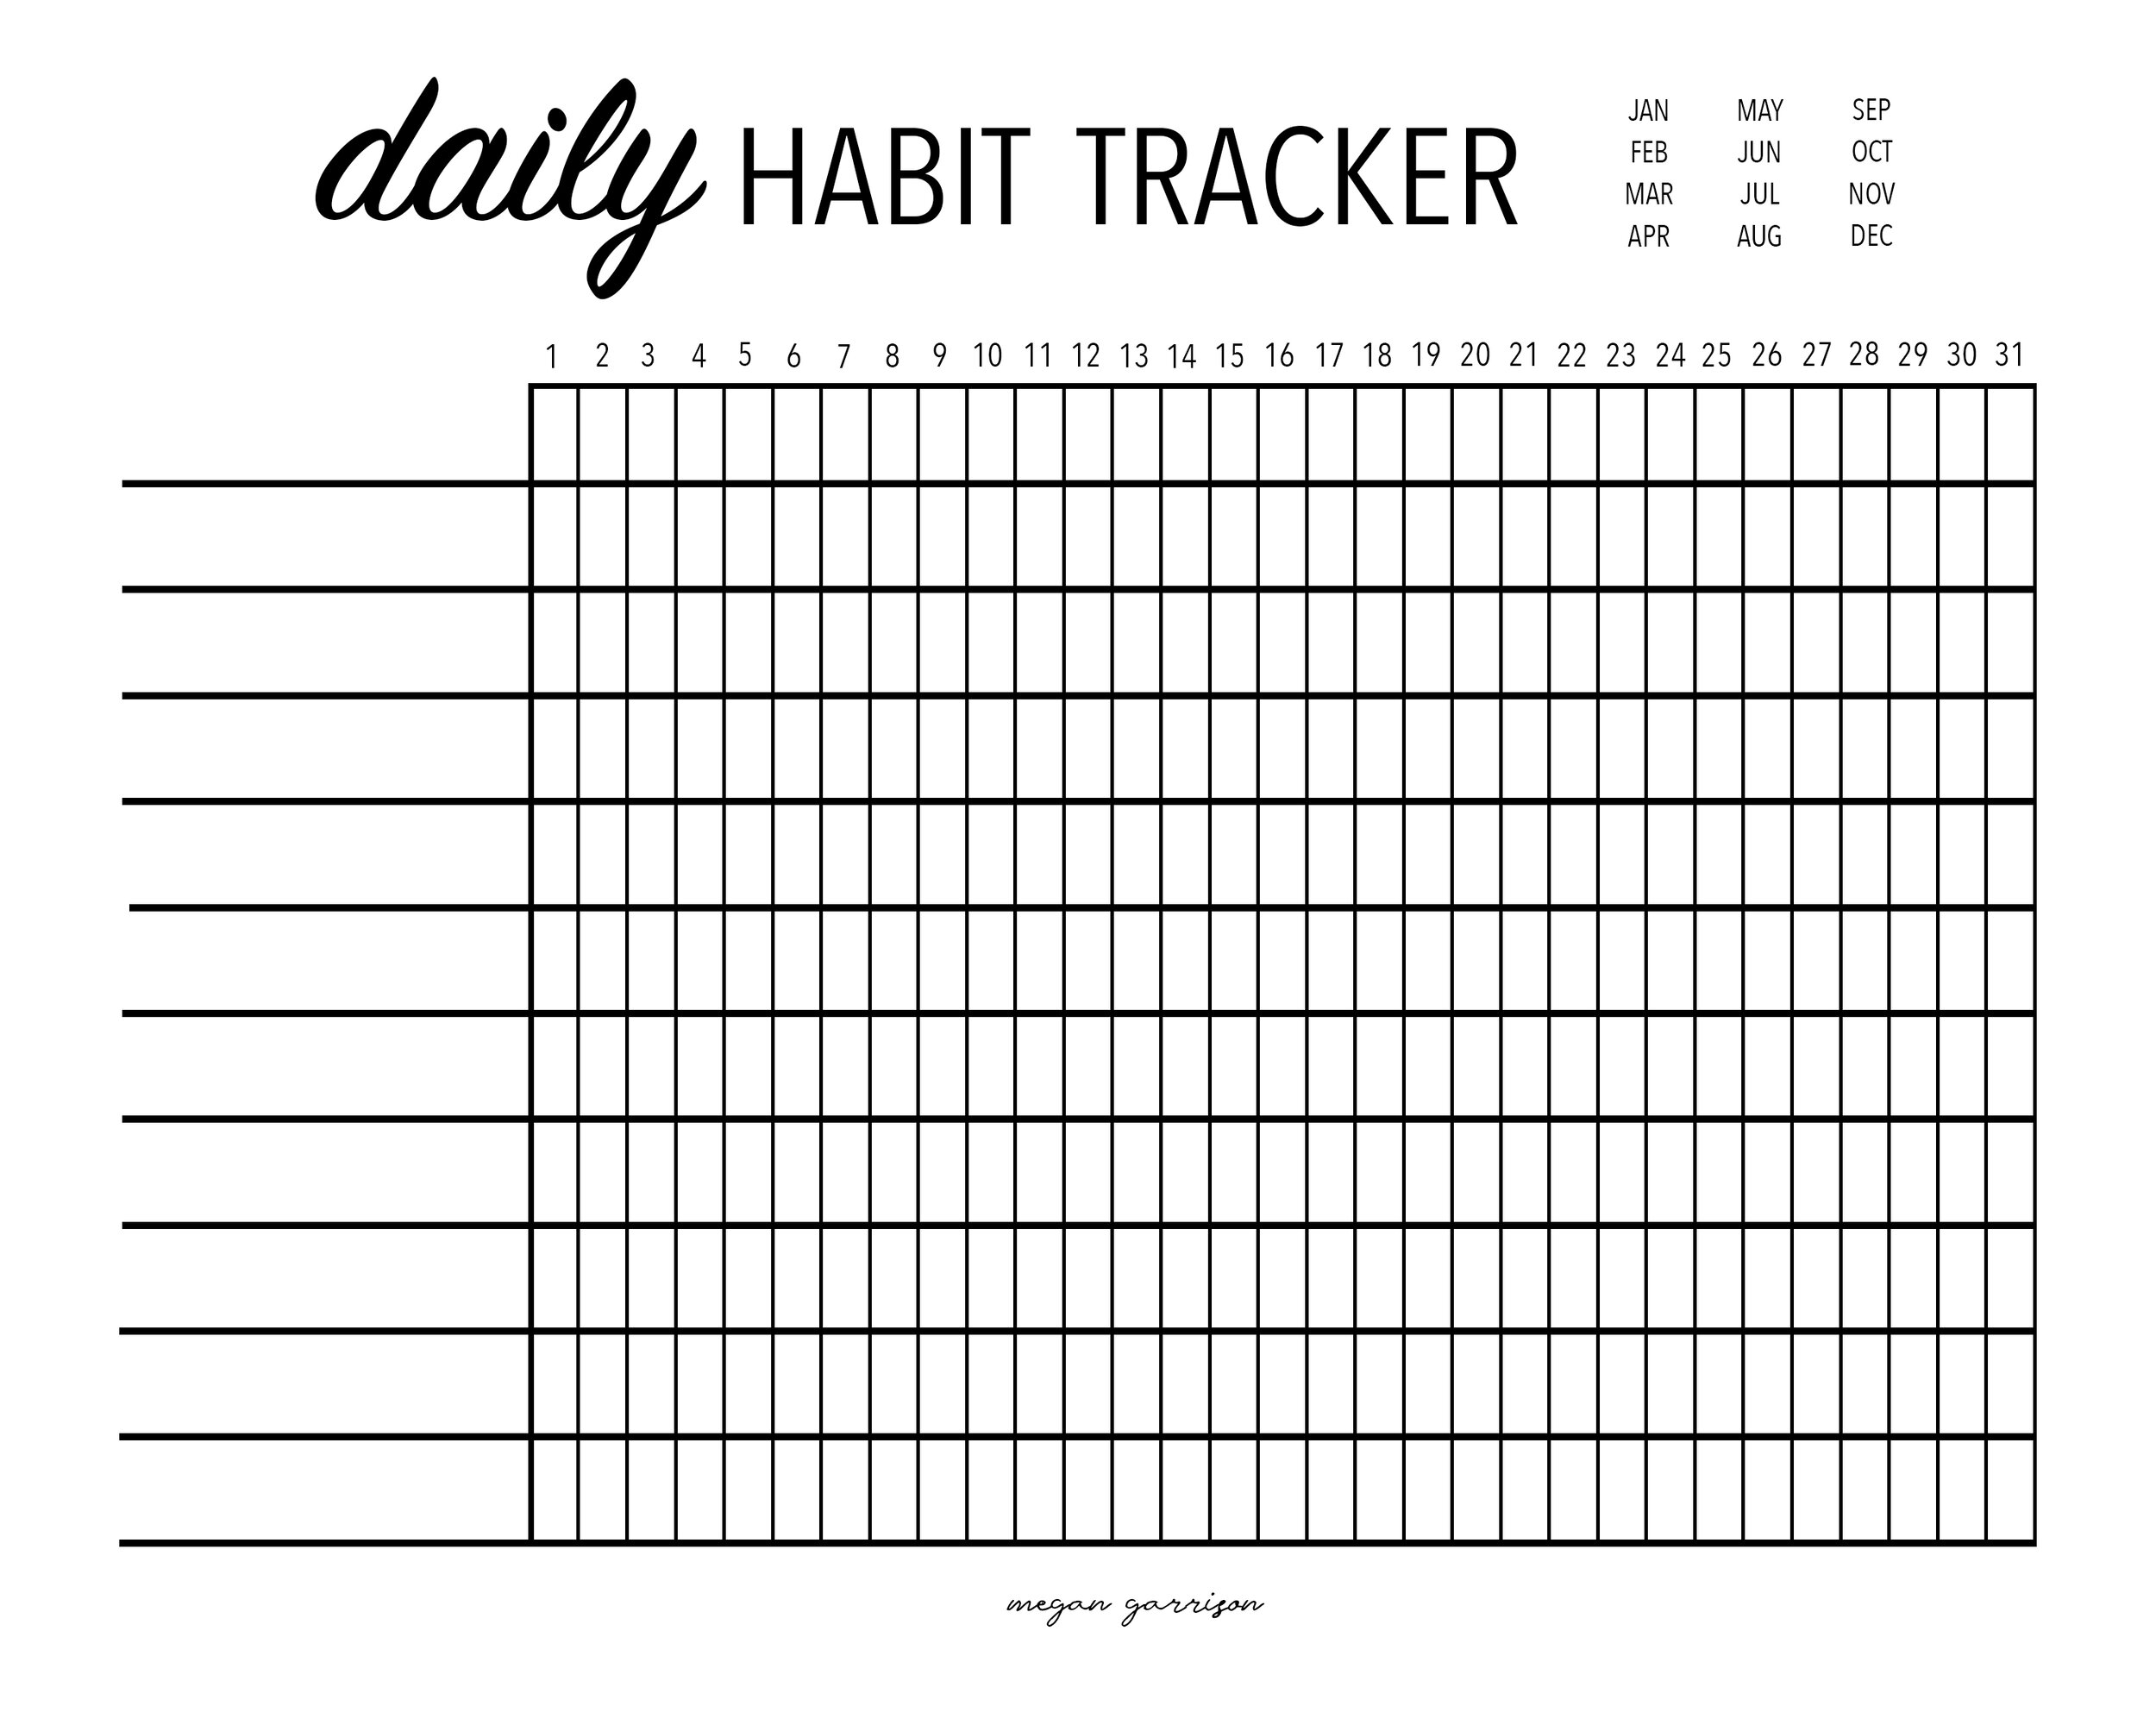 daily HABIT TRACKER
JAN MAY SEP
FEB JUN OCT
MAR JUL NOV
APR AUG DEC
1 2 3 4 5 6 7 8 9 10 11 12 13 14 15 16 17 18 19 20 21 22 23 24 25 26 27 28 29 30 31
megan garrison